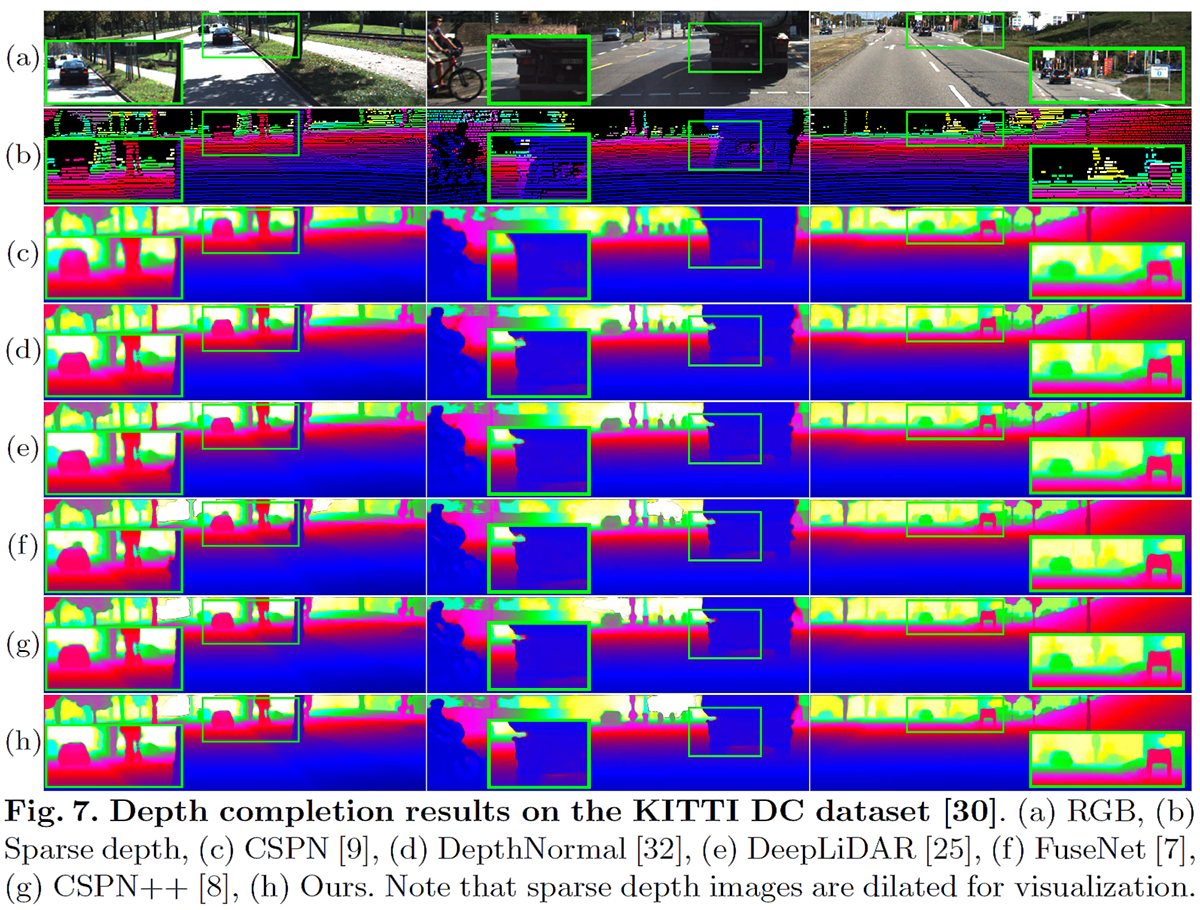 (a)
(b)
(c)
(d)
(e)
(f)
(g)
(h)
Fig. 7. Depth completion results on the KITTI DC dataset [30]. (a) RGB, (b)
Sparse depth, (c) CSPN [9], (d) DepthNormal [32], (e) DeepLiDAR [25], (f) FuseNet [7],
(g) CSPN++ [8], (h) Ours. Note that sparse depth images are dilated for visualization.